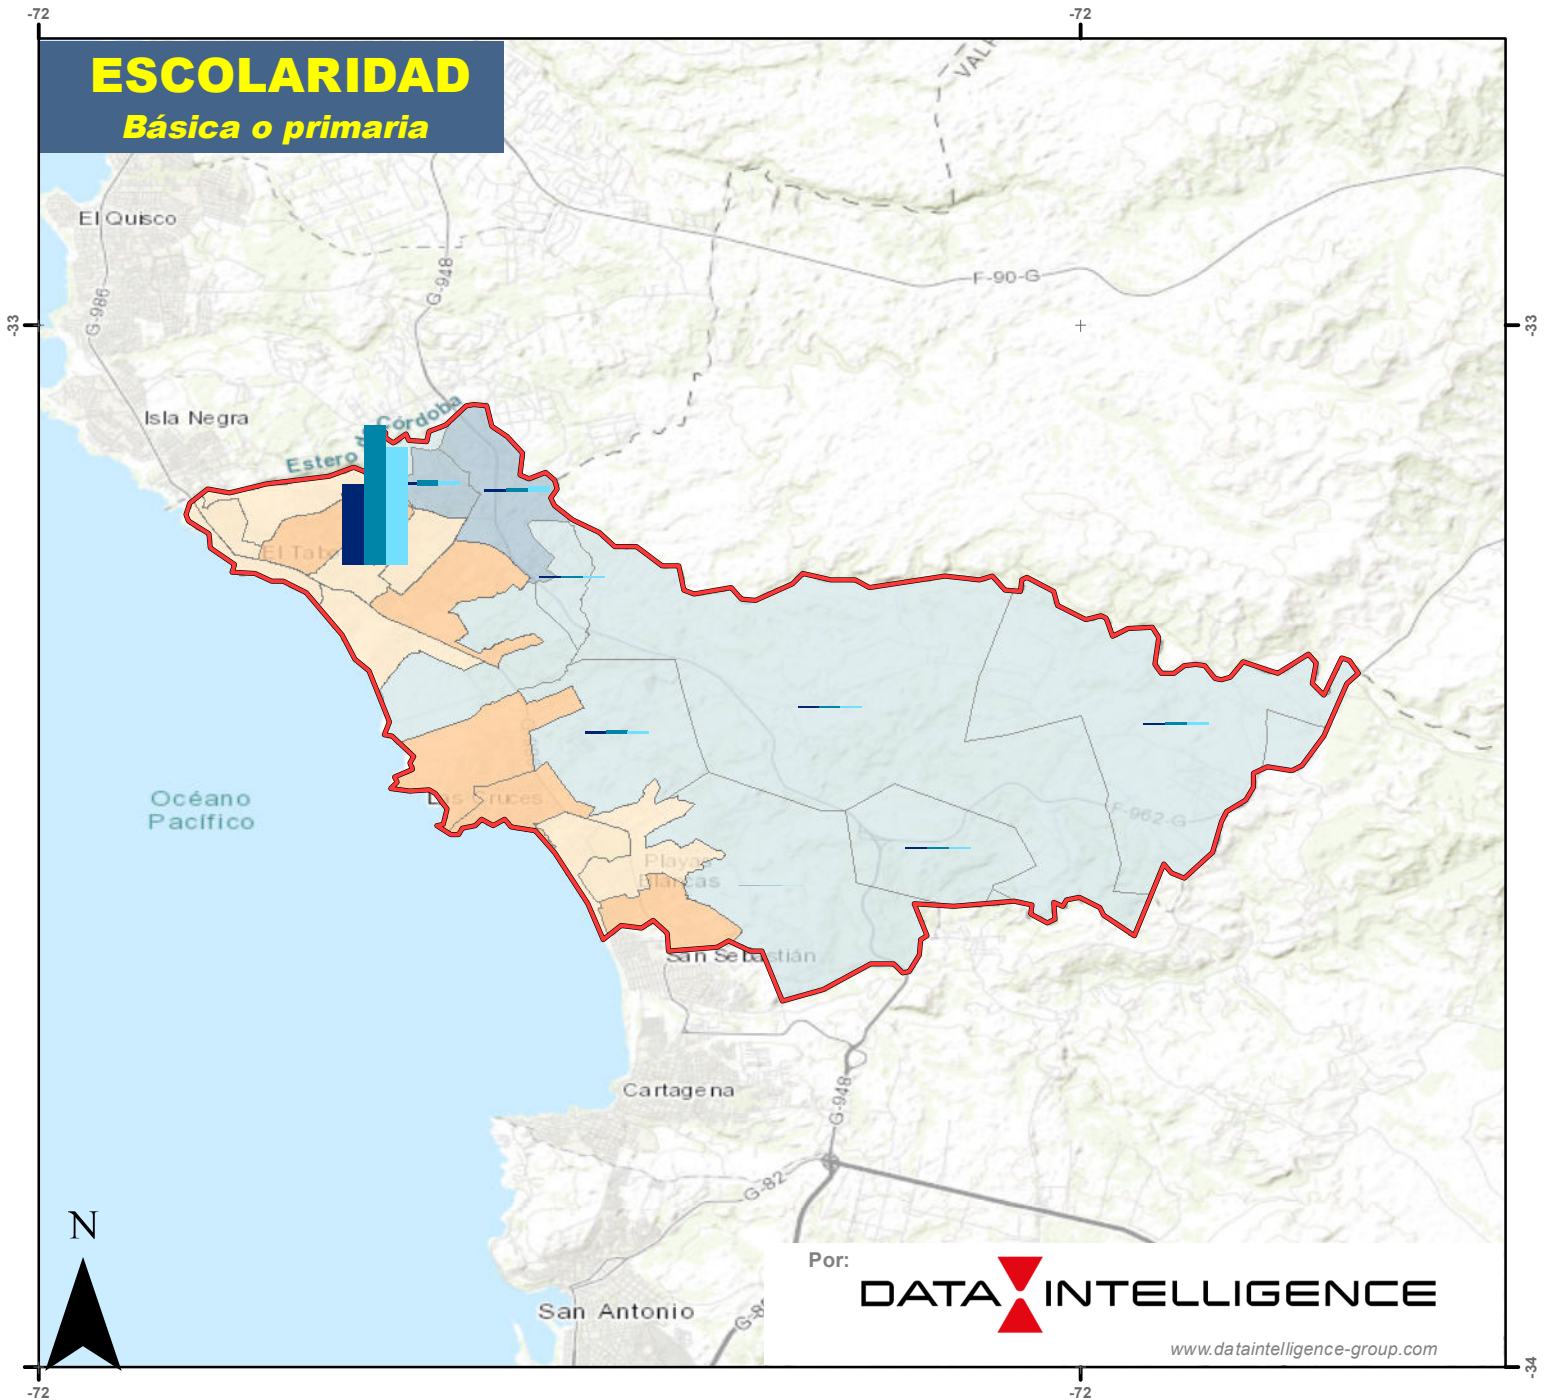 -72
-72
ESCOLARIDAD
Básica o primaria
El Quisco
G-986
G-948
F-90-G
-33
-33
Isla Negra
Estero de Córdoba
Las Cruces
Océano
Pacífico
F-962-G
Playas
Blancas
San Sebastián
Cartagena
G-948
G-82
N
San Antonio
Por:
DATA INTELLIGENCE
www.dataintelligence-group.com
-34
-72
-72